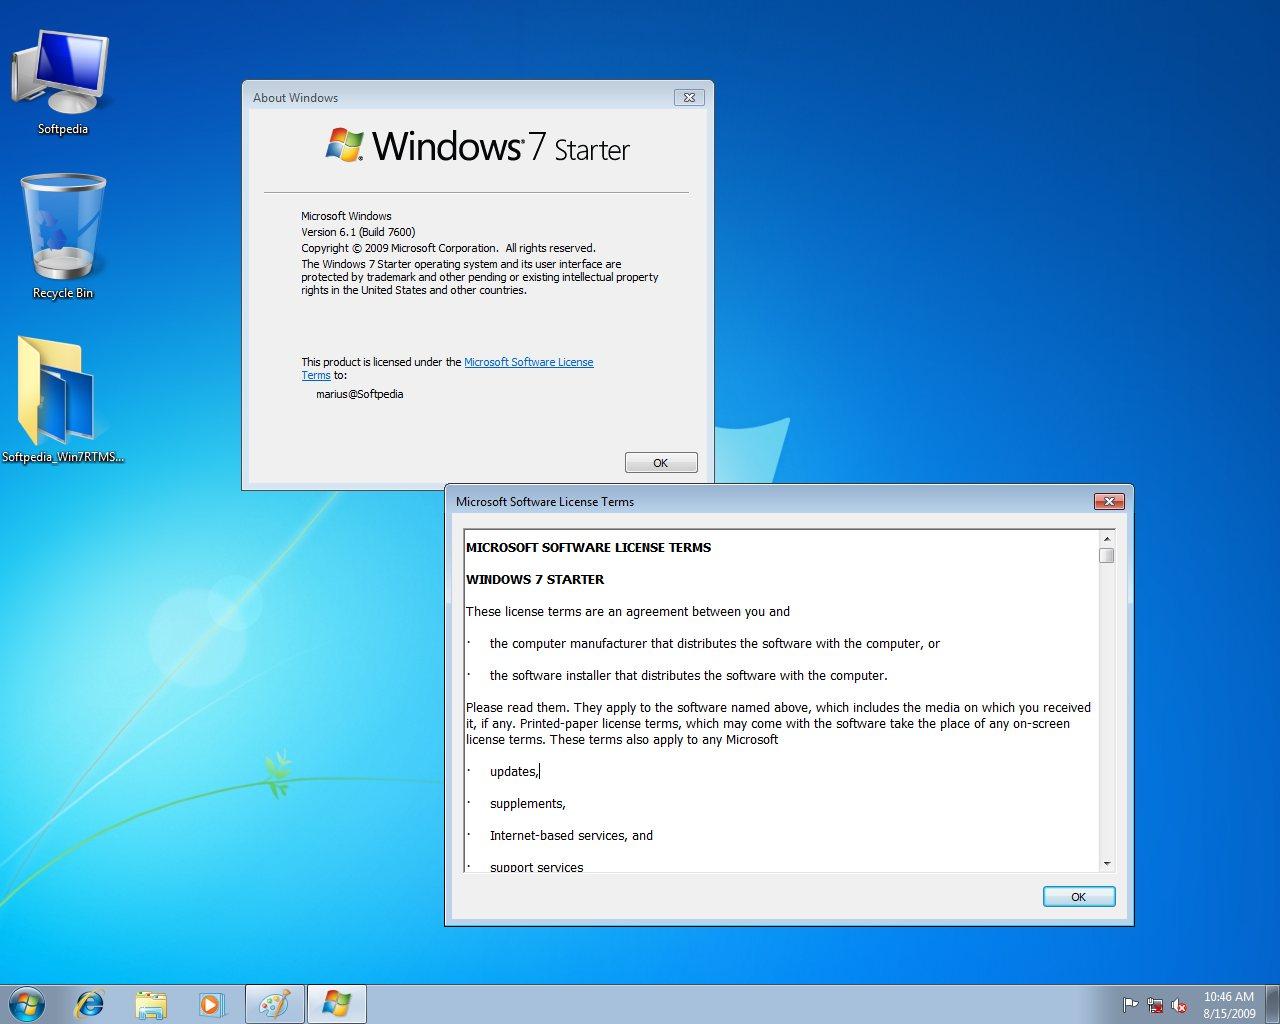 Softpedia
Recycle Bin
Softpedia_Win7RTMS...
About Windows
Windows® 7 Starter
Microsoft Windows
Version 6.1 (Build 7600)
Copyright © 2009 Microsoft Corporation.  All rights reserved.
The Windows 7 Starter operating system and its user interface are
protected by trademark and other pending or existing intellectual property
rights in the United States and other countries.
This product is licensed under the Microsoft Software License
Terms to:
marius@Softpedia
OK
Microsoft Software License Terms
MICROSOFT SOFTWARE LICENSE TERMS
WINDOWS 7 STARTER
These license terms are an agreement between you and
· the computer manufacturer that distributes the software with the computer, or
· the software installer that distributes the software with the computer.
Please read them. They apply to the software named above, which includes the media on which you received
it, if any. Printed-paper license terms, which may come with the software take the place of any on-screen
license terms. These terms also apply to any Microsoft
· updates,
· supplements,
· Internet-based services, and
· support services
OK
10:46 AM
8/15/2009